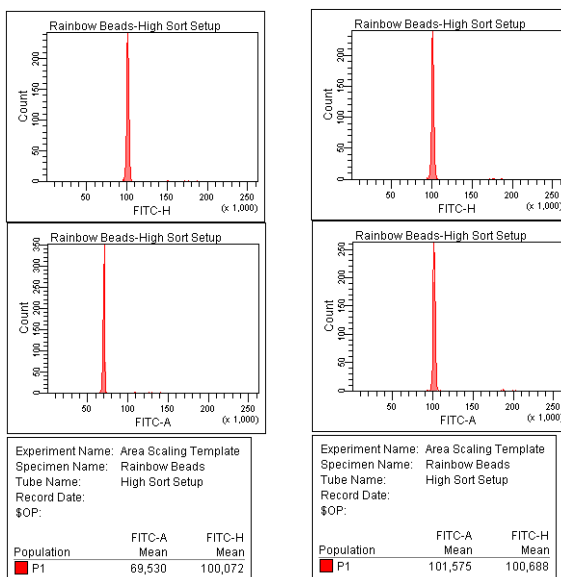 Rainbow Beads-High Sort Setup
Count
0 50 100 150 200
50 100 150 200 250
FITC-H
(x 1,000)
Rainbow Beads-High Sort Setup
Count
0 50 100 150 200 250 300 350
50 100 150 200 250
FITC-A
(x 1,000)
Experiment Name: Area Scaling Template
Specimen Name: Rainbow Beads
Tube Name: High Sort Setup
Record Date:
$OP:
FITC-A FITC-H
Population Mean Mean
P1 69,530 100,072
Rainbow Beads-High Sort Setup
Count
0 50 100 150 200
50 100 150 200 250
FITC-H
(x 1,000)
Rainbow Beads-High Sort Setup
Count
0 50 100 150 200 250
50 100 150 200 250
FITC-A
(x 1,000)
Experiment Name: Area Scaling Template
Specimen Name: Rainbow Beads
Tube Name: High Sort Setup
Record Date:
$OP:
FITC-A FITC-H
Population Mean Mean
P1 101,575 100,688